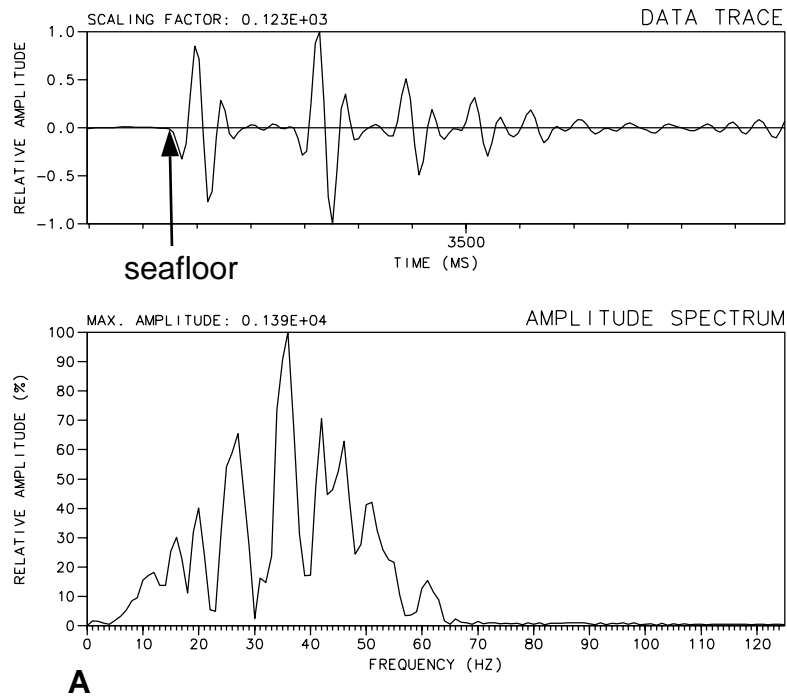 SCALING FACTOR: 0.123E+03 DATA TRACE
RELATIVE AMPLITUDE
1.0
0.5
0.0
-0.5
-1.0
3500
TIME (MS)
seafloor
MAX. AMPLITUDE: 0.139E+04 AMPLITUDE SPECTRUM
RELATIVE AMPLITUDE (%)
100
90
80
70
60
50
40
30
20
10
0
0 10 20 30 40 50 60 70 80 90 100 110 120
FREQUENCY (HZ)
A